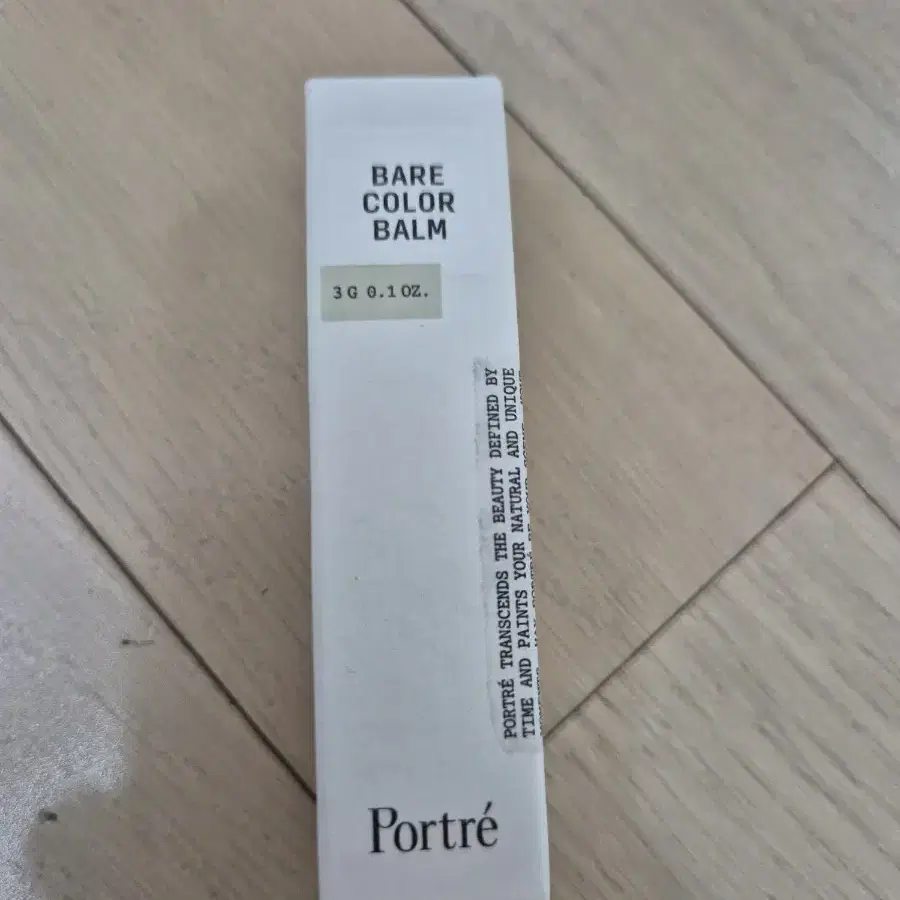 BARE
COLOR
BALM
3 G 0.1 OZ.
PORTRÉ TRANSCENDS THE BEAUTY DEFINED BY
TIME AND PAINTS YOUR NATURAL AND UNIQUE
Portré